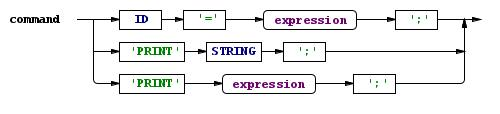 command ID '=' expression ';'
'PRINT' STRING ';'
'PRINT' expression ';'